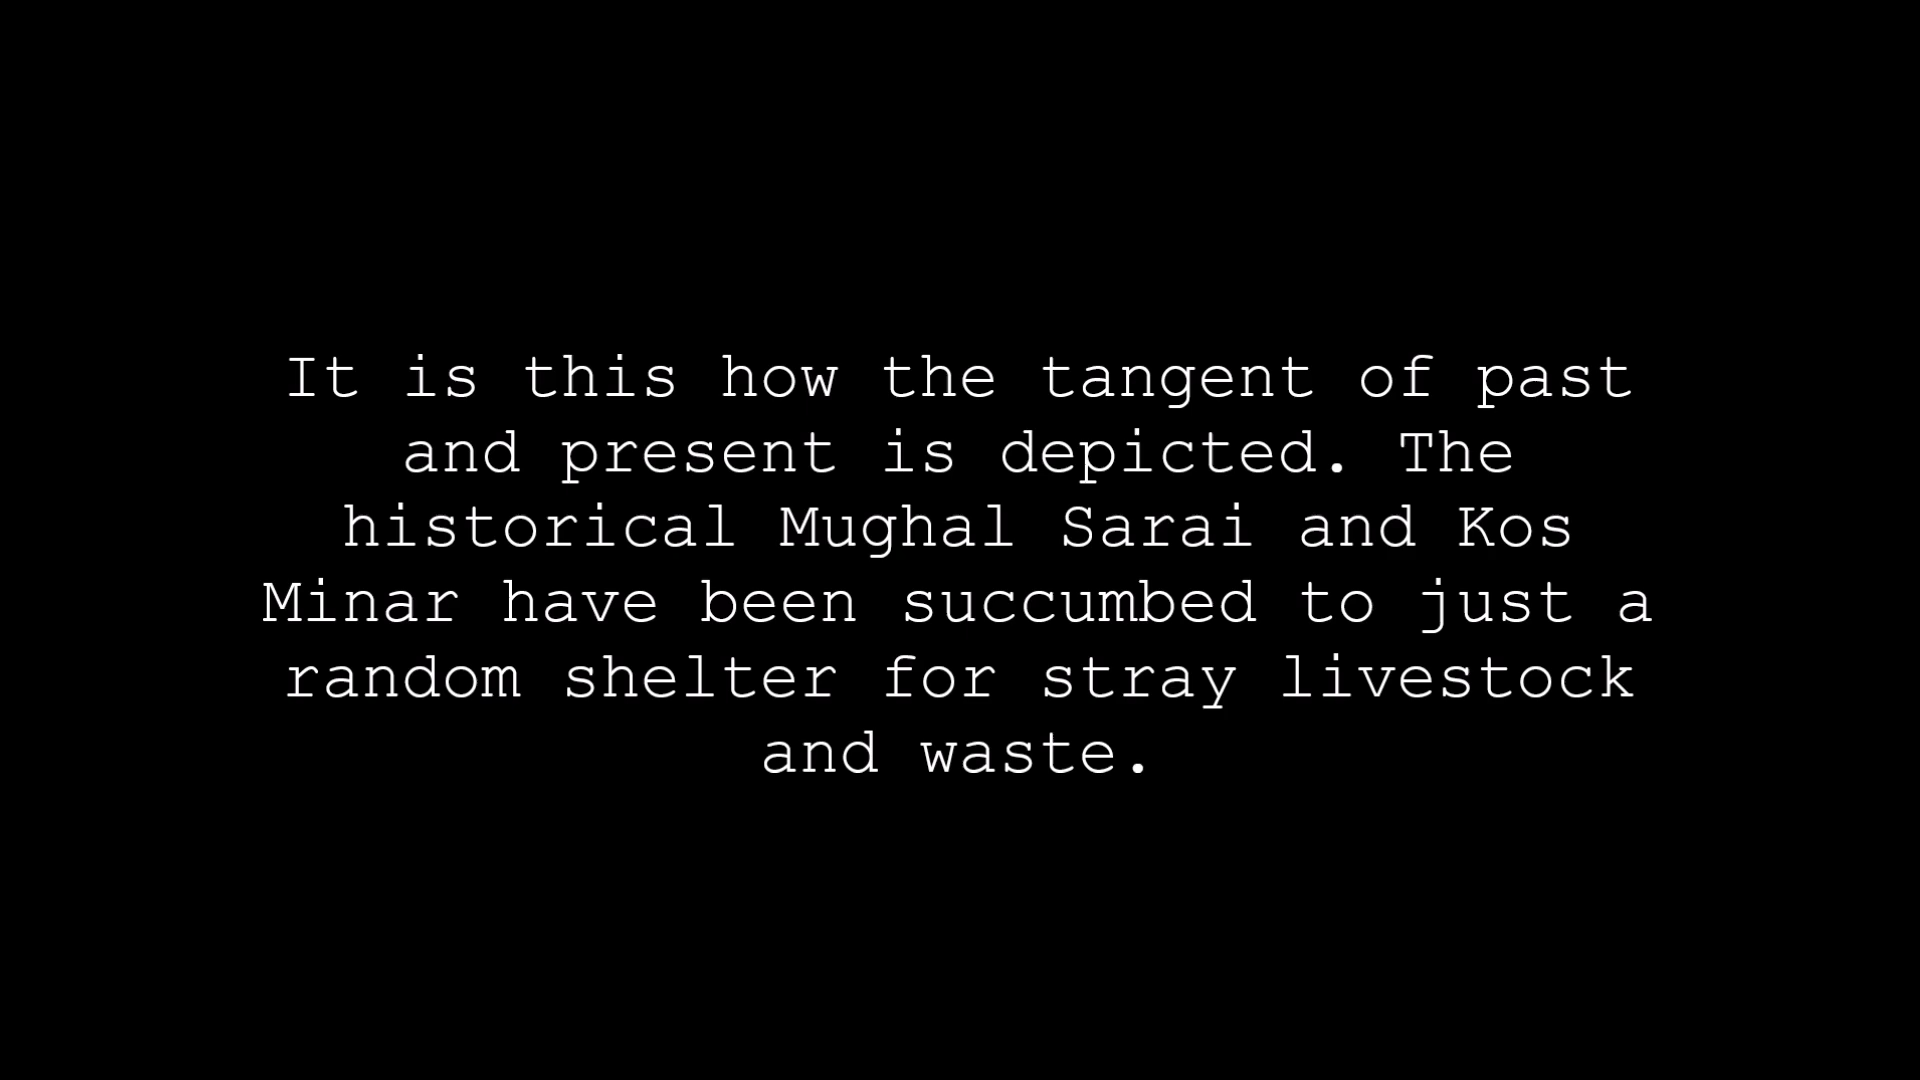 It is this how the tangent of past
and present is depicted. The
historical Mughal Sarai and Kos
Minar have been succumbed to just a
random shelter for stray livestock
and waste.